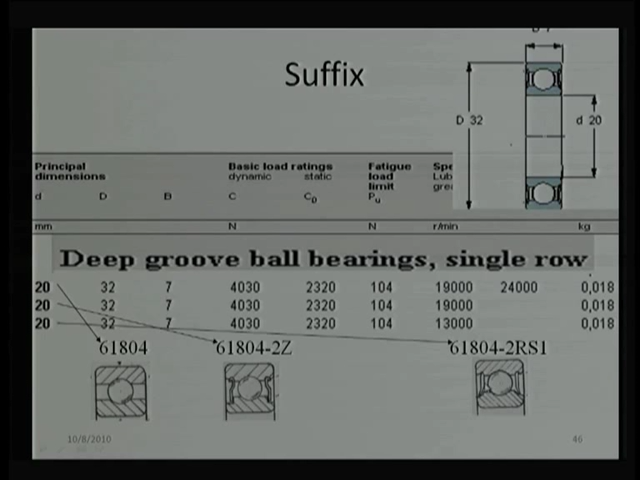 Suffix
D 32
d 20
Principal dimensions
Basic load ratings
dynamic static
Fatigue load limit
Spe
Lub
grea
d D B C C0 Pu
mm N N r/min kg
Deep groove ball bearings, single row
20 32 7 4030 2320 104 19000 24000 0,018
20 32 7 4030 2320 104 19000 0,018
20 32 7 4030 2320 104 13000 0,018
61804 61804-2Z 61804-2RS1
10/8/2010 46